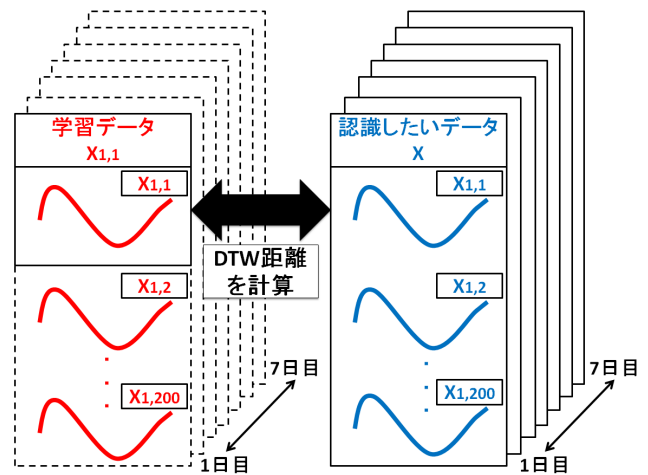 学習データ
X1,1
X1,1
X1,2
X1,200
7日目
1日目
DTW距離
を計算
認識したいデータ
X
X1,1
X1,2
X1,200
7日目
1日目